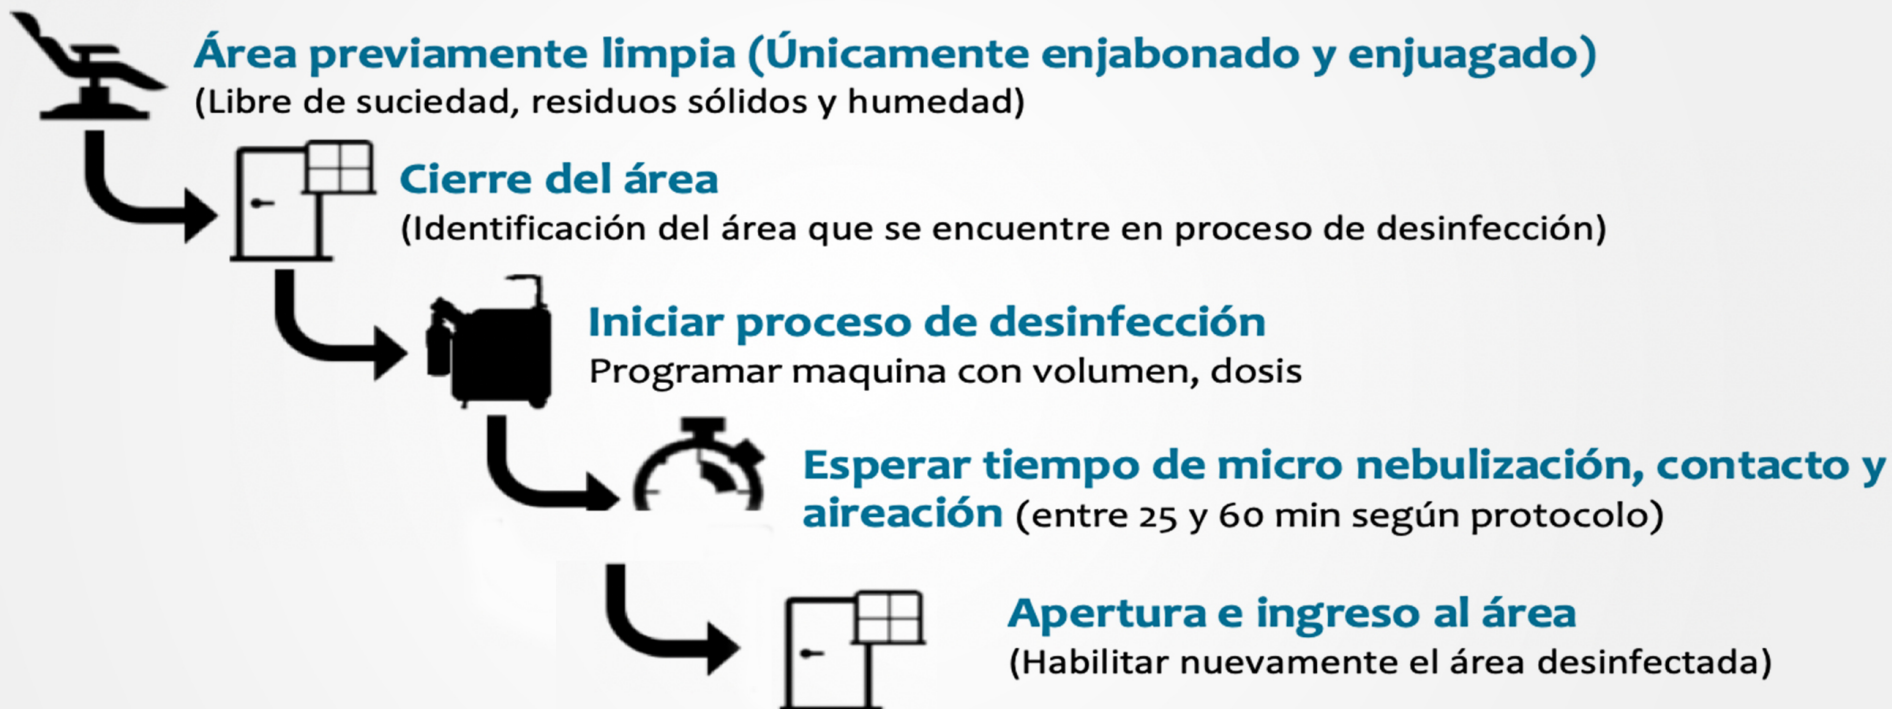 Área previamente limpia (Únicamente enjabonado y enjuagado)
(Libre de suciedad, residuos sólidos y humedad)
Cierre del área
(Identificación del área que se encuentre en proceso de desinfección)
Iniciar proceso de desinfección
Programar maquina con volumen, dosis
Esperar tiempo de micro nebulización, contacto y
aireación (entre 25 y 60 min según protocolo)
Apertura e ingreso al área
(Habilitar nuevamente el área desinfectada)